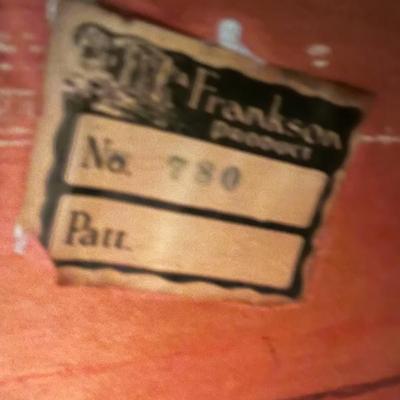 Frankson
PRODUCT
No. 780
Patt.